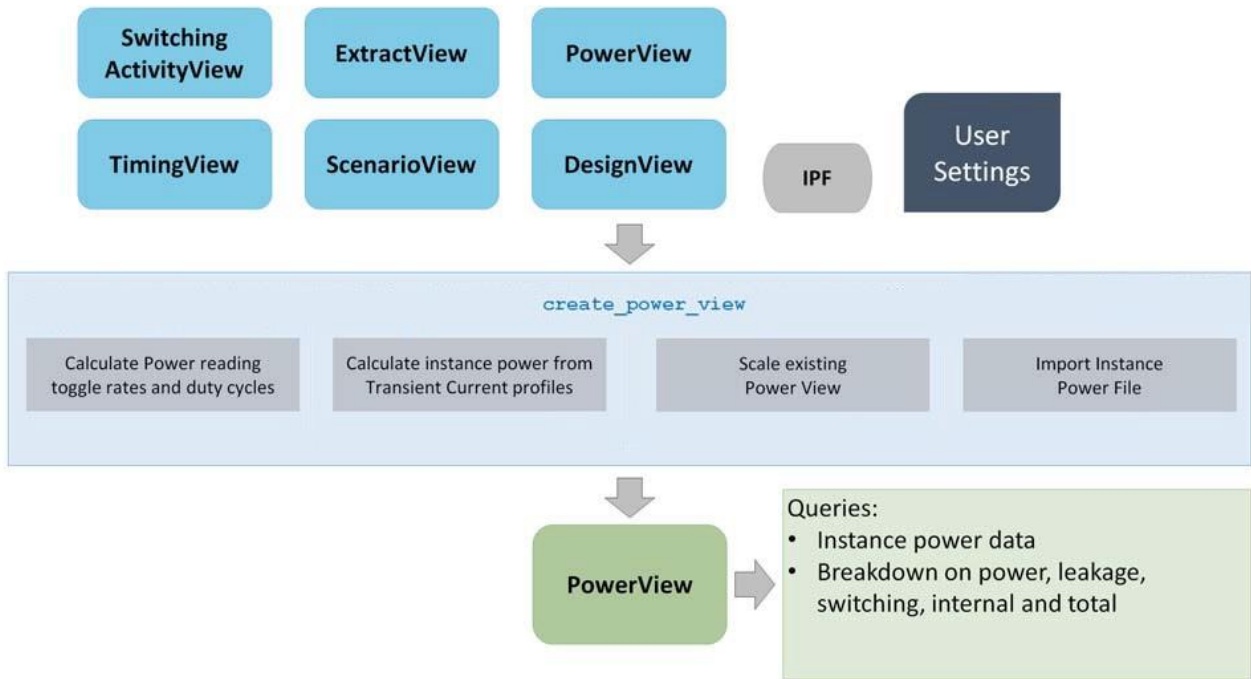 Switching
ActivityView
ExtractView
PowerView
TimingView
ScenarioView
DesignView
IPF
User
Settings
create_power_view
Calculate Power reading
toggle rates and duty cycles
Calculate instance power from
Transient Current profiles
Scale existing
Power View
Import Instance
Power File
PowerView
Queries:
• Instance power data
• Breakdown on power, leakage,
switching, internal and total